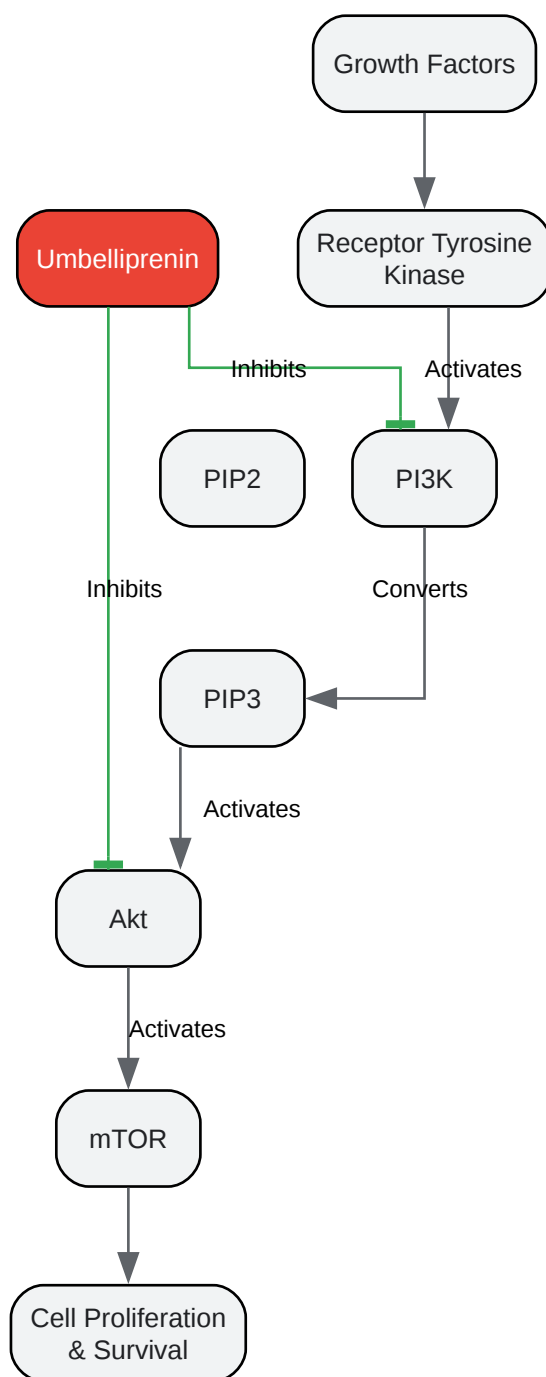 Growth Factors
Umbelliprenin
Receptor Tyrosine
Kinase
Inhibits
Activates
PIP2
PI3K
Inhibits
Converts
PIP3
Activates
Akt
Activates
mTOR
Cell Proliferation
& Survival